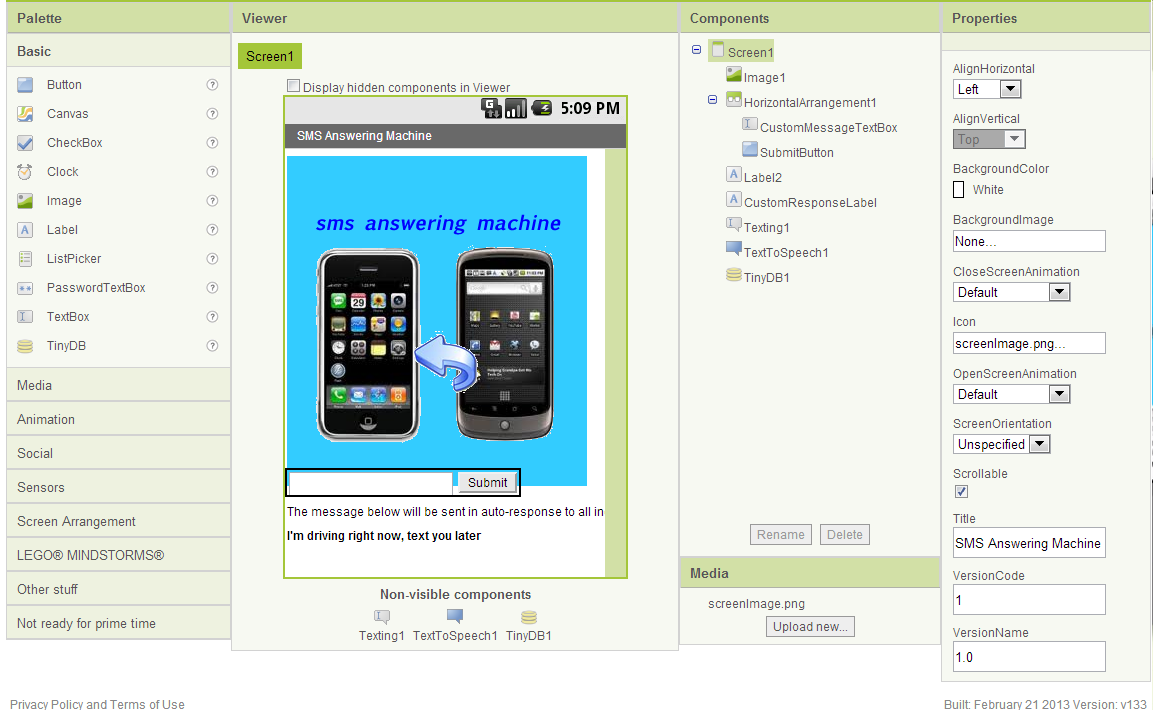 Palette
Basic
Button
Canvas
CheckBox
Clock
Image
Label
ListPicker
PasswordTextBox
TextBox
TinyDB
Media
Animation
Social
Sensors
Screen Arrangement
LEGO® MINDSTORMS®
Other stuff
Not ready for prime time
Viewer
Screen1
Display hidden components in Viewer
5:09 PM
SMS Answering Machine
sms answering machine
Submit
The message below will be sent in auto-response to all in
I'm driving right now, text you later
Non-visible components
Texting1 TextToSpeech1 TinyDB1
Components
Screen1
Image1
HorizontalArrangement1
CustomMessageTextBox
SubmitButton
Label2
CustomResponseLabel
Texting1
TextToSpeech1
TinyDB1
Rename Delete
Media
screenImage.png
Upload new...
Properties
AlignHorizontal
Left
AlignVertical
Top
BackgroundColor
White
BackgroundImage
None...
CloseScreenAnimation
Default
Icon
screenImage.png...
OpenScreenAnimation
Default
ScreenOrientation
Unspecified
Scrollable
Title
SMS Answering Machine
VersionCode
1
VersionName
1.0
Privacy Policy and Terms of Use
Built: February 21 2013 Version: v133